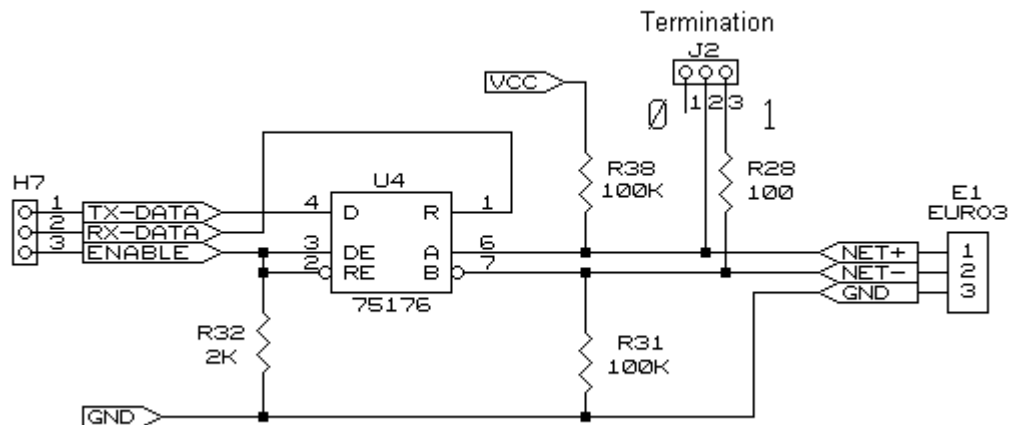 Termination
J2
VCC
1 2 3
0 1
R38
100K
R28
100
H7
U4
E1
EURO3
1 TX-DATA 4 D R 1
2 RX-DATA
3 ENABLE 3 DE A 6 NET+ 1
2 RE B 7 NET- 2
GND 3
75176
R32
2K
R31
100K
GND